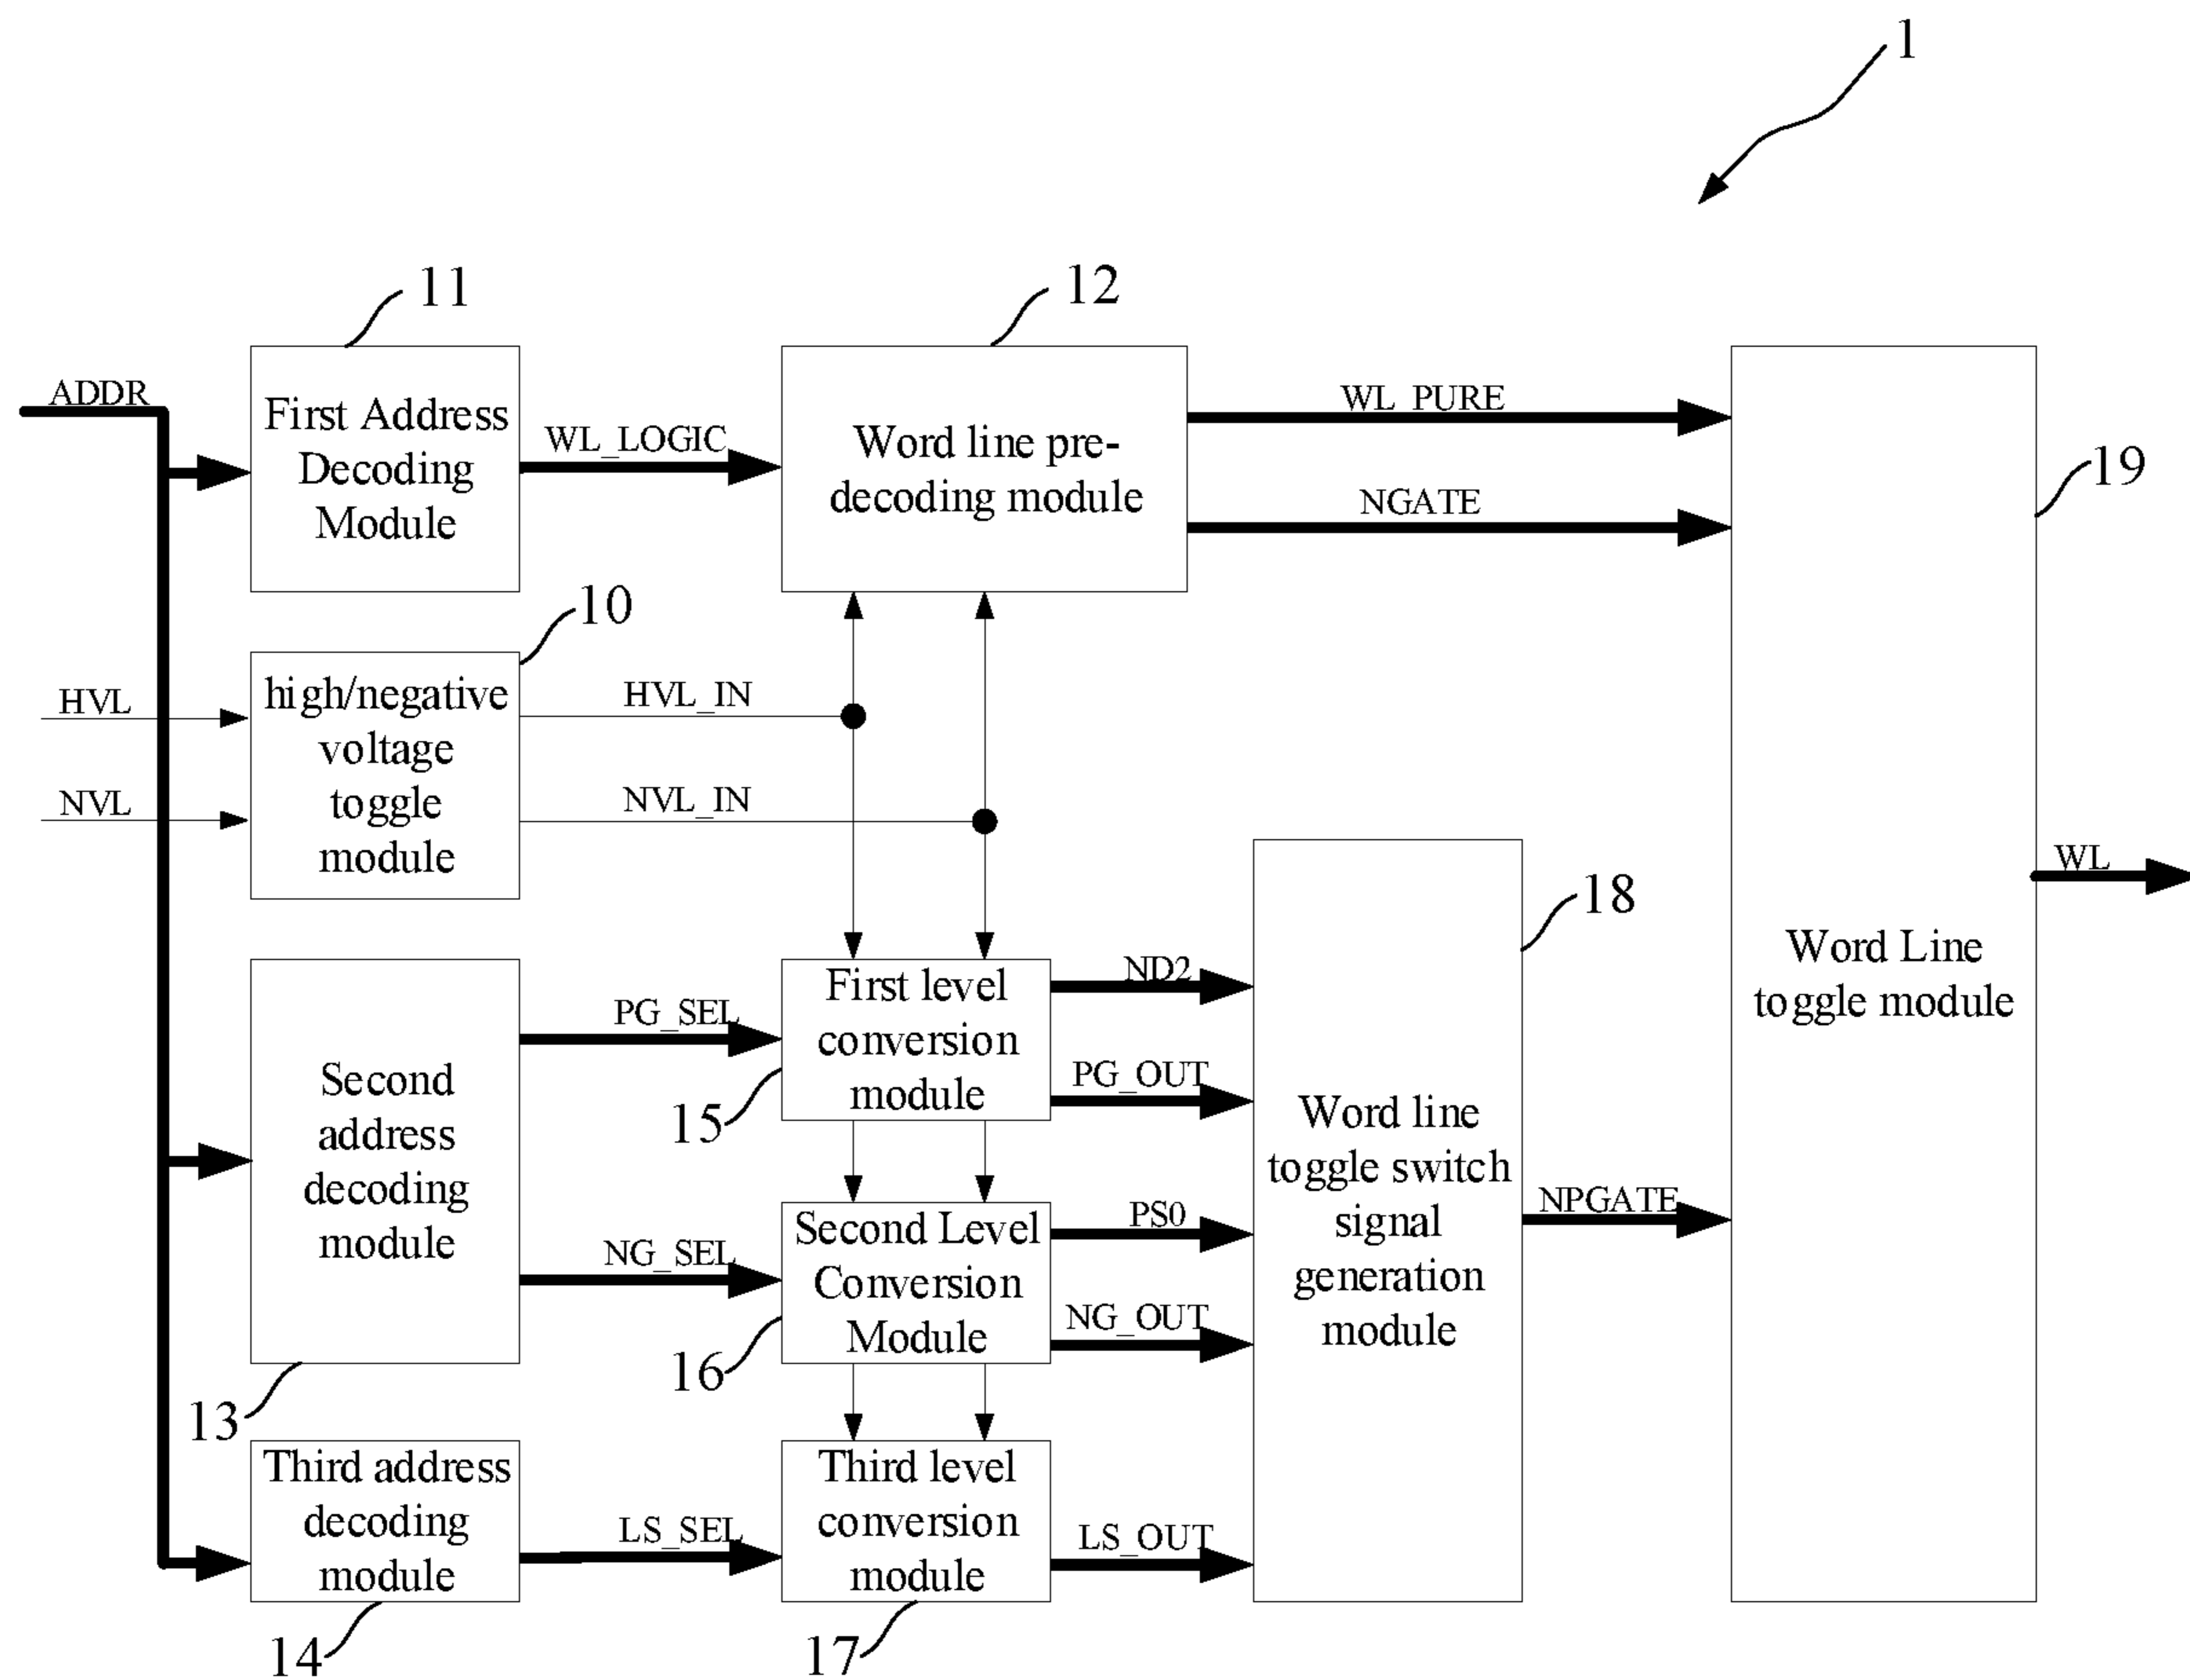 1
11
12
ADDR
First Address
Decoding
Module
WL_LOGIC
Word line pre-
decoding module
WL_PURE
NGATE
19
10
HVL
NVL
high/negative
voltage
toggle
module
HVL_IN
NVL_IN
18
WL
Word Line
toggle module
Second
address
decoding
module
PG_SEL
NG_SEL
First level
conversion
module
15
ND2
PG_OUT
Word line
toggle switch
signal
generation
module
NPGATE
Second Level
Conversion
Module
16
PS0
NG_OUT
13
Third address
decoding
module
LS_SEL
Third level
conversion
module
LS_OUT
14
17